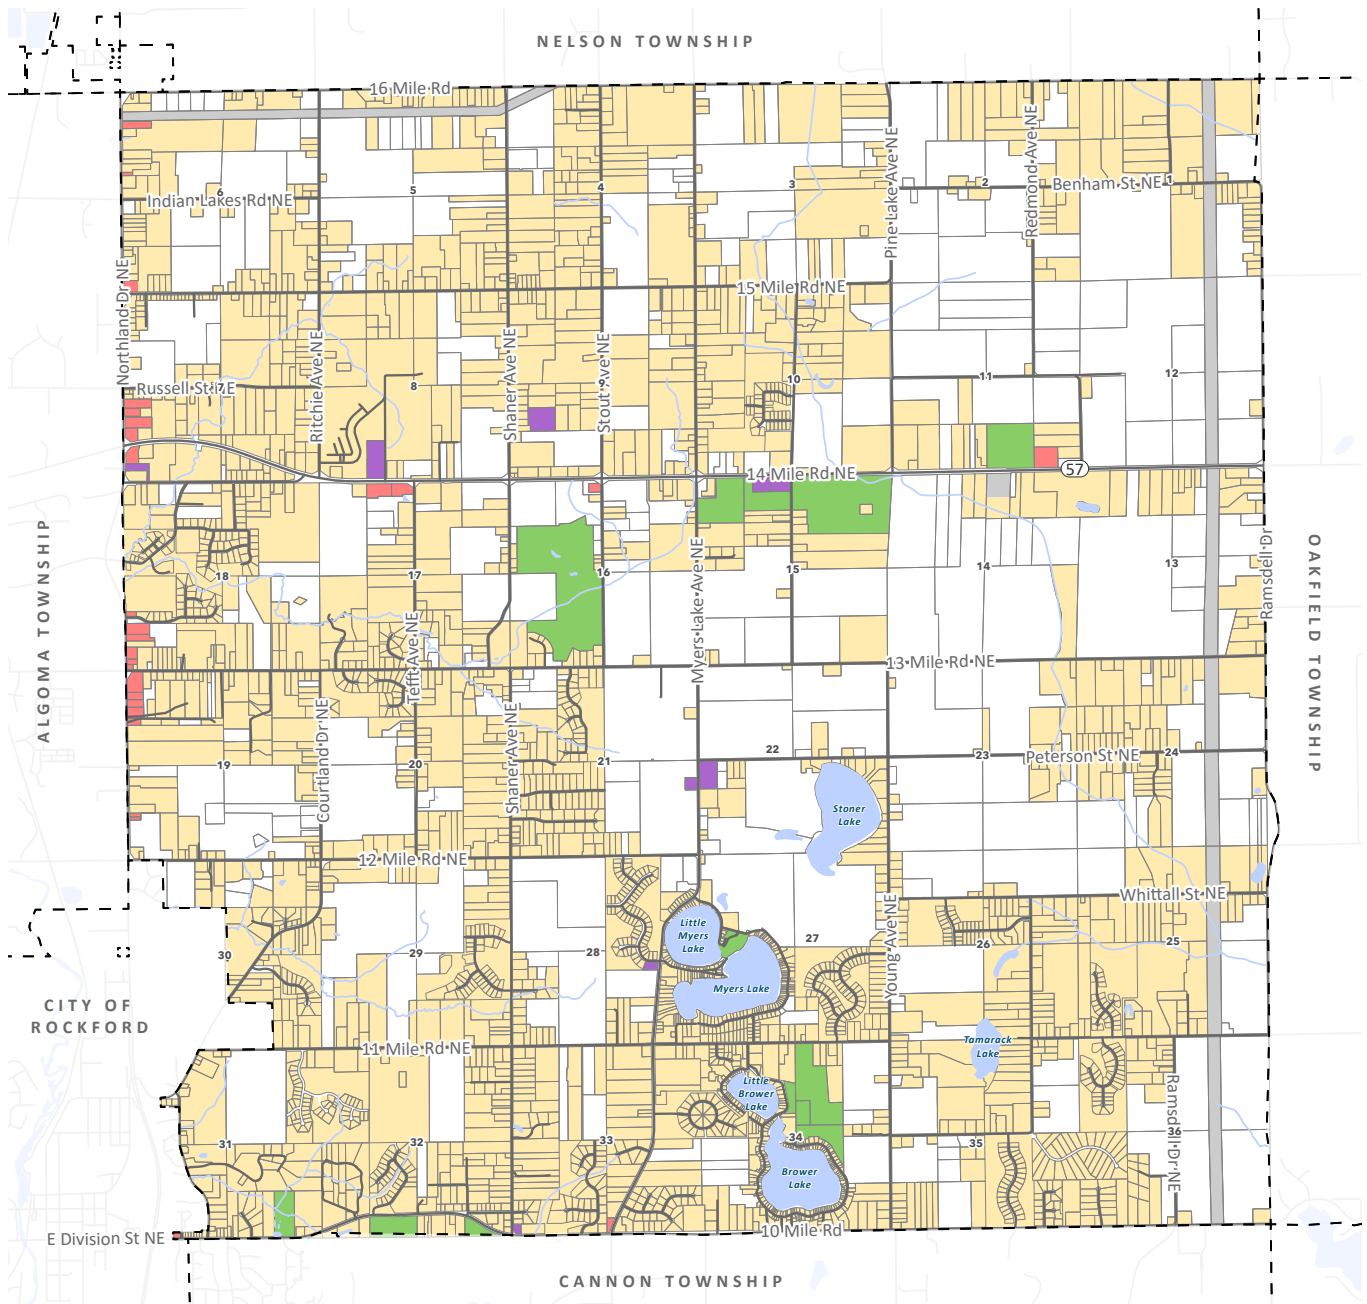 NELSON TOWNSHIP
16 Mile Rd
Pine Lake Ave NE
Redmond Ave NE
6
5
4
3
2
Benham St NE
1
Indian Lakes Rd NE
Northland Dr NE
15 Mile Rd NE
Ritchie Ave NE
Shaner Ave NE
Stout Ave NE
Russell St NE
7
8
9
10
11
12
14 Mile Rd NE
57
ALGOMA TOWNSHIP
OAKFIELD TOWNSHIP
Ramsdell Dr
18
17
16
15
14
13
Tefft Ave NE
Myers Lake Ave NE
13 Mile Rd NE
Courtland Dr NE
Shaner Ave NE
19
20
21
22
23
Peterson St NE
24
Stoner
Lake
12 Mile Rd NE
Whittall St NE
Little
Myers
Lake
Young Ave NE
30
29
28
27
26
25
Myers Lake
CITY OF
ROCKFORD
11 Mile Rd NE
Tamarack
Lake
Little
Brower
Lake
Ramsdell Dr NE
31
32
33
34
35
36
Brower
Lake
10 Mile Rd
E Division St NE
CANNON TOWNSHIP